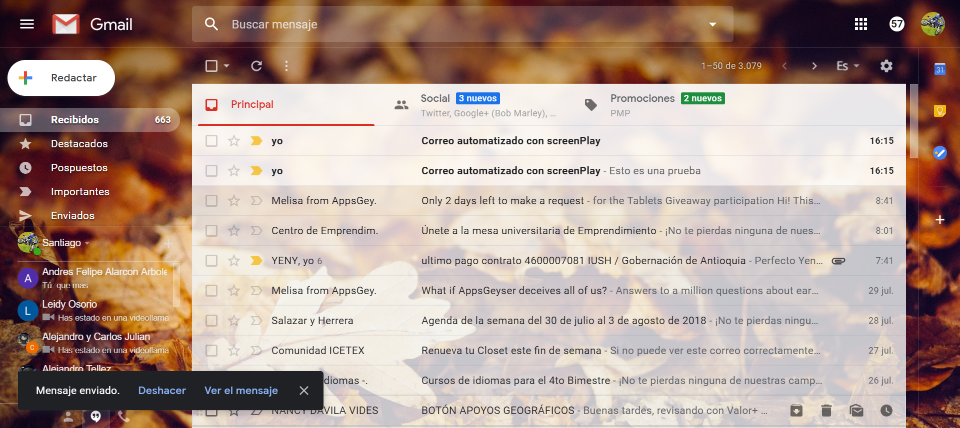 Gmail
Buscar mensaje
57
Redactar
1–50 de 3.079
Es
31
Recibidos 663
Destacados
Pospuestos
Importantes
Enviados
Santiago
A Andres Felipe Alarcon Arbole
Tú: que mas
L Leidy Osorio
Has estado en una videollama
Alejandro y Carlos Julian
C Has estado en una videollama
Alejandro Tellez
Principal
Social 3 nuevos
Twitter, Google+ (Bob Marley), ...
Promociones 2 nuevos
PMP
yo Correo automatizado con screenPlay 16:15
yo Correo automatizado con screenPlay - Esto es una prueba 16:15
Melisa from AppsGey. Only 2 days left to make a request - for the Tablets Giveaway participation Hi! This... 8:41
Centro de Emprendim. Únete a la mesa universitaria de Emprendimiento - ¡No te pierdas ninguna de nues... 8:01
YENY, yo 6 ultimo pago contrato 4600007081 IUSH / Gobernación de Antioquia - Perfecto Yen... 7:41
Melisa from AppsGey. What if AppsGeyser deceives all of us? - Answers to a million questions about ear... 29 jul.
Salazar y Herrera Agenda de la semana del 30 de julio al 3 de agosto de 2018 - ¡No te pierdas ningu... 28 jul.
Comunidad ICETEX Renueva tu Closet este fin de semana - Si no puede ver este correo correctamente... 27 jul.
idiomas -. Cursos de idiomas para el 4to Bimestre - ¡No te pierdas ninguna de nuestras camp... 26 jul.
NANCY DAVILA VIDES BOTÓN APOYOS GEOGRÁFICOS - Buenas tardes, revisando con Valor+ ...
Mensaje enviado. Deshacer Ver el mensaje